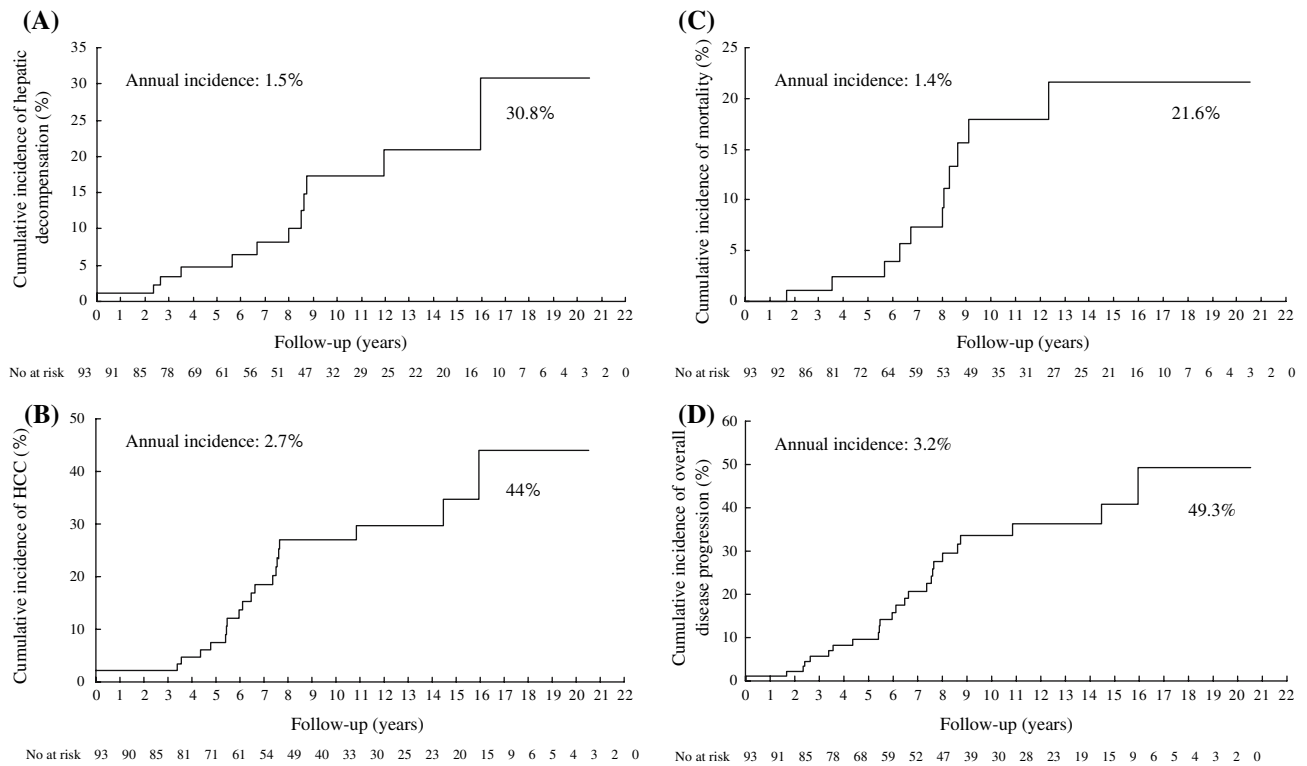 (A)
Cumulative incidence of hepatic
decompensation (%)
35
30
25
20
15
10
5
0
Annual incidence: 1.5%
30.8%
0 1 2 3 4 5 6 7 8 9 10 11 12 13 14 15 16 17 18 19 20 21 22
Follow-up (years)
No at risk 93 91 85 78 69 61 56 51 47 32 29 25 22 20 16 10 7 6 4 3 2 0
(B)
Cumulative incidence of HCC (%)
50
40
30
20
10
0
Annual incidence: 2.7%
44%
0 1 2 3 4 5 6 7 8 9 10 11 12 13 14 15 16 17 18 19 20 21 22
Follow-up (years)
No at risk 93 90 85 81 71 61 54 49 40 33 30 25 23 20 15 9 6 5 4 3 2 0
(C)
Cumulative incidence of mortality (%)
25
20
15
10
5
0
Annual incidence: 1.4%
21.6%
0 1 2 3 4 5 6 7 8 9 10 11 12 13 14 15 16 17 18 19 20 21 22
Follow-up (years)
No at risk 93 92 86 81 72 64 59 53 49 35 31 27 25 21 16 10 7 6 4 3 2 0
(D)
Cumulative incidence of overall
disease progression (%)
60
50
40
30
20
10
0
Annual incidence: 3.2%
49.3%
0 1 2 3 4 5 6 7 8 9 10 11 12 13 14 15 16 17 18 19 20 21 22
Follow-up (years)
No at risk 93 91 85 78 68 59 52 47 39 30 28 23 19 15 9 6 5 4 3 2 0